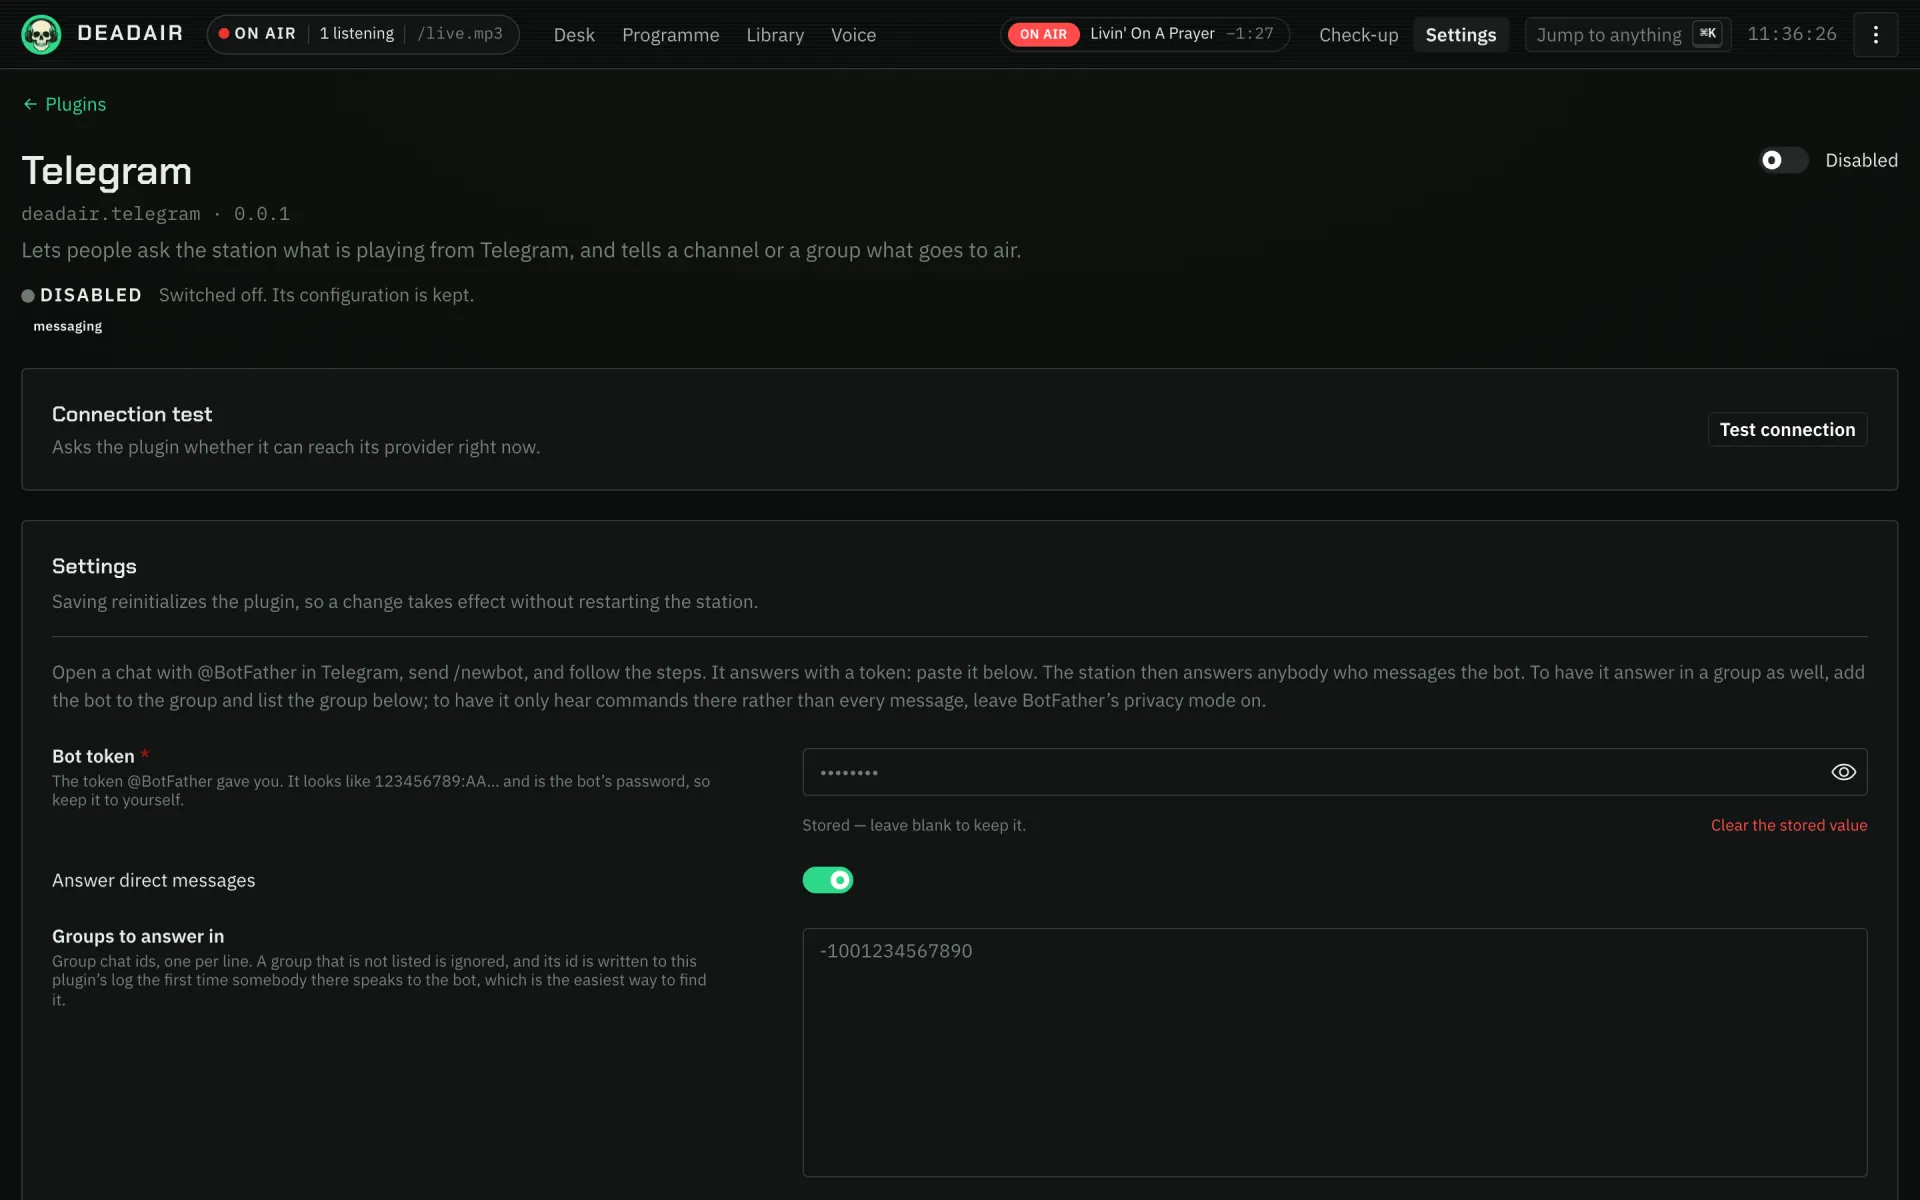 DEADAIR
ON AIR
1 listening
/live.mp3
Desk
Programme
Library
Voice
ON AIR
Livin' On A Prayer
−1:27
Check-up
Settings
Jump to anything
⌘K
11:36:26
← Plugins
Telegram
Disabled
deadair.telegram · 0.0.1
Lets people ask the station what is playing from Telegram, and tells a channel or a group what goes to air.
DISABLED Switched off. Its configuration is kept.
messaging
Connection test
Asks the plugin whether it can reach its provider right now.
Test connection
Settings
Saving reinitializes the plugin, so a change takes effect without restarting the station.
Open a chat with @BotFather in Telegram, send /newbot, and follow the steps. It answers with a token: paste it below. The station then answers anybody who messages the bot. To have it answer in a group as well, add
the bot to the group and list the group below; to have it only hear commands there rather than every message, leave BotFather’s privacy mode on.
Bot token *
The token @BotFather gave you. It looks like 123456789:AA… and is the bot’s password, so
keep it to yourself.
••••••••
Stored — leave blank to keep it.
Clear the stored value
Answer direct messages
Groups to answer in
Group chat ids, one per line. A group that is not listed is ignored, and its id is written to this
plugin’s log the first time somebody there speaks to the bot, which is the easiest way to find
it.
-1001234567890